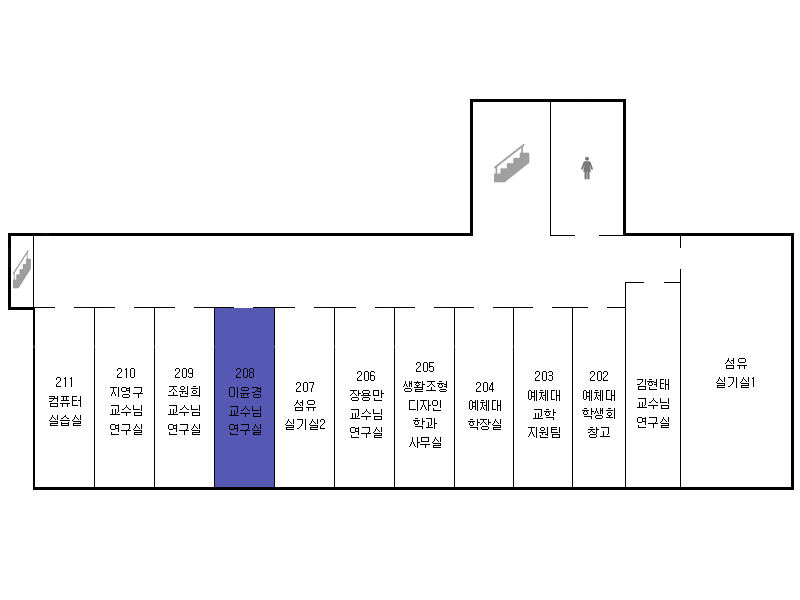 211
컴퓨터
실습실
210
지영구
교수님
연구실
209
조원희
교수님
연구실
208
이윤경
교수님
연구실
207
섬유
실기실2
206
장용만
교수님
연구실
205
생활조형
디자인
학과
사무실
204
예체대
학장실
203
예체대
교학
지원팀
202
예체대
학생회
창고
김현태
교수님
연구실
섬유
실기실1